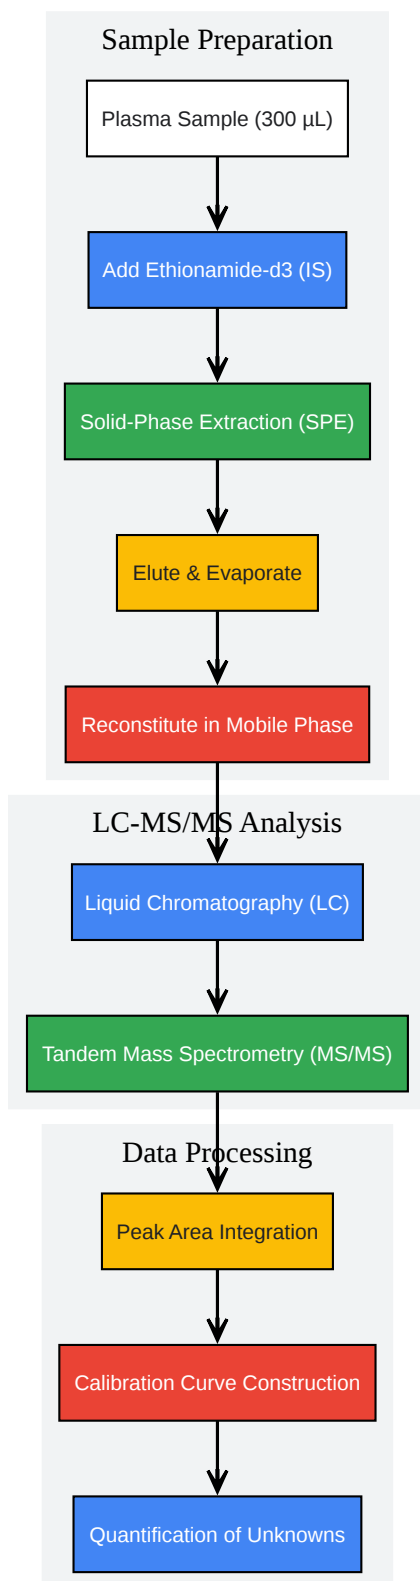 Sample Preparation
Plasma Sample (300 µL)
Add Ethionamide-d3 (IS)
Solid-Phase Extraction (SPE)
Elute & Evaporate
Reconstitute in Mobile Phase
LC-MS/MS Analysis
Liquid Chromatography (LC)
Tandem Mass Spectrometry (MS/MS)
Data Processing
Peak Area Integration
Calibration Curve Construction
Quantification of Unknowns